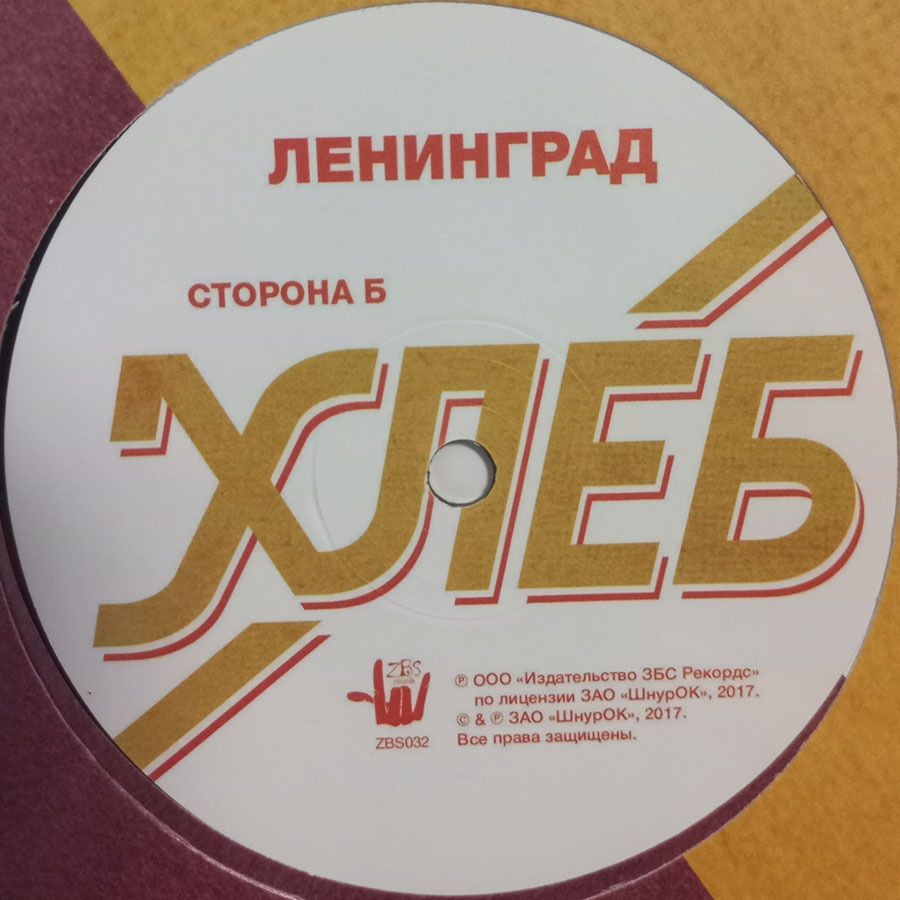 ЛЕНИНГРАД
СТОРОНА Б
ХЛЕБ
ZBS
ZBS032
℗ ООО «Издательство ЗБС Рекордс»
по лицензии ЗАО «ШнурОК», 2017.
© & ℗ ЗАО «ШнурОК», 2017.
Все права защищены.